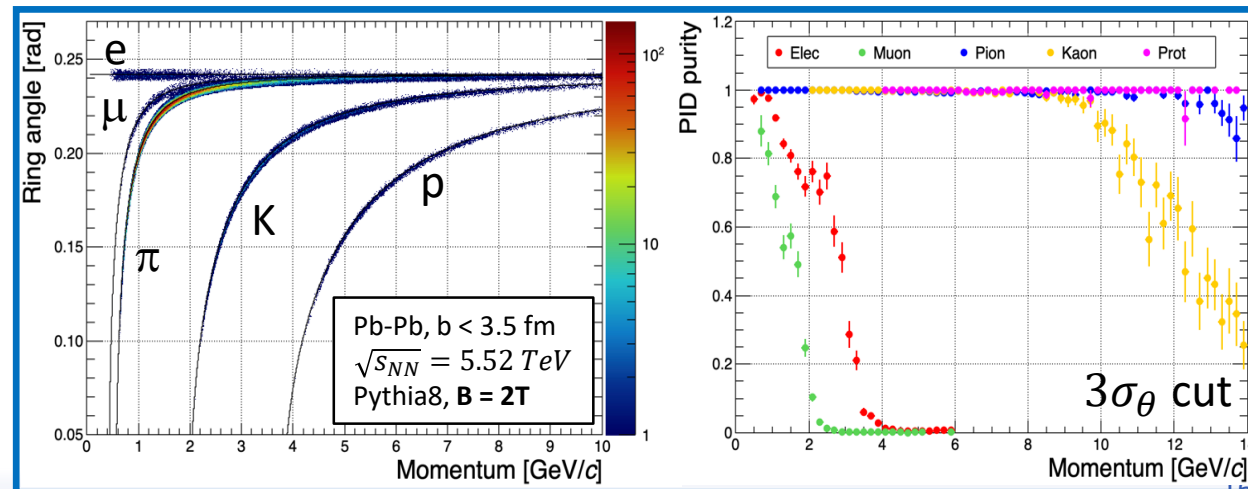 Ring angle [rad]
0.25
0.20
0.15
0.10
0.05
e
μ
π
K
p
Pb-Pb, b < 3.5 fm
√sNN = 5.52 TeV
Pythia8, B = 2T
0 1 2 3 4 5 6 7 8 9 10
Momentum [GeV/c]
10²
10
1
PID purity
1.2
1
0.8
0.6
0.4
0.2
0
Elec Muon Pion Kaon Prot
3σθ cut
0 2 4 6 8 10 12
Momentum [GeV/c]